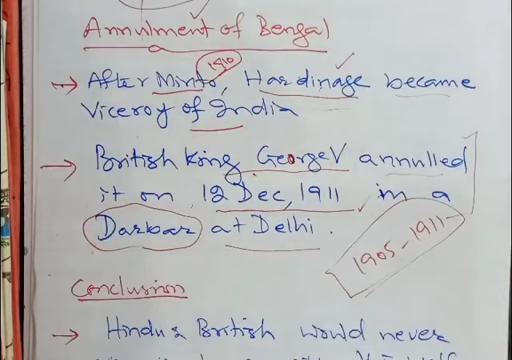 Annulment of Bengal
1910
→ After Minto, Hardinage became
Viceroy of India
→ British king George V annulled
it on 12 Dec, 1911 in a
Darbar at Delhi.
1905-1911
Conclusion
→ Hindu & British would never